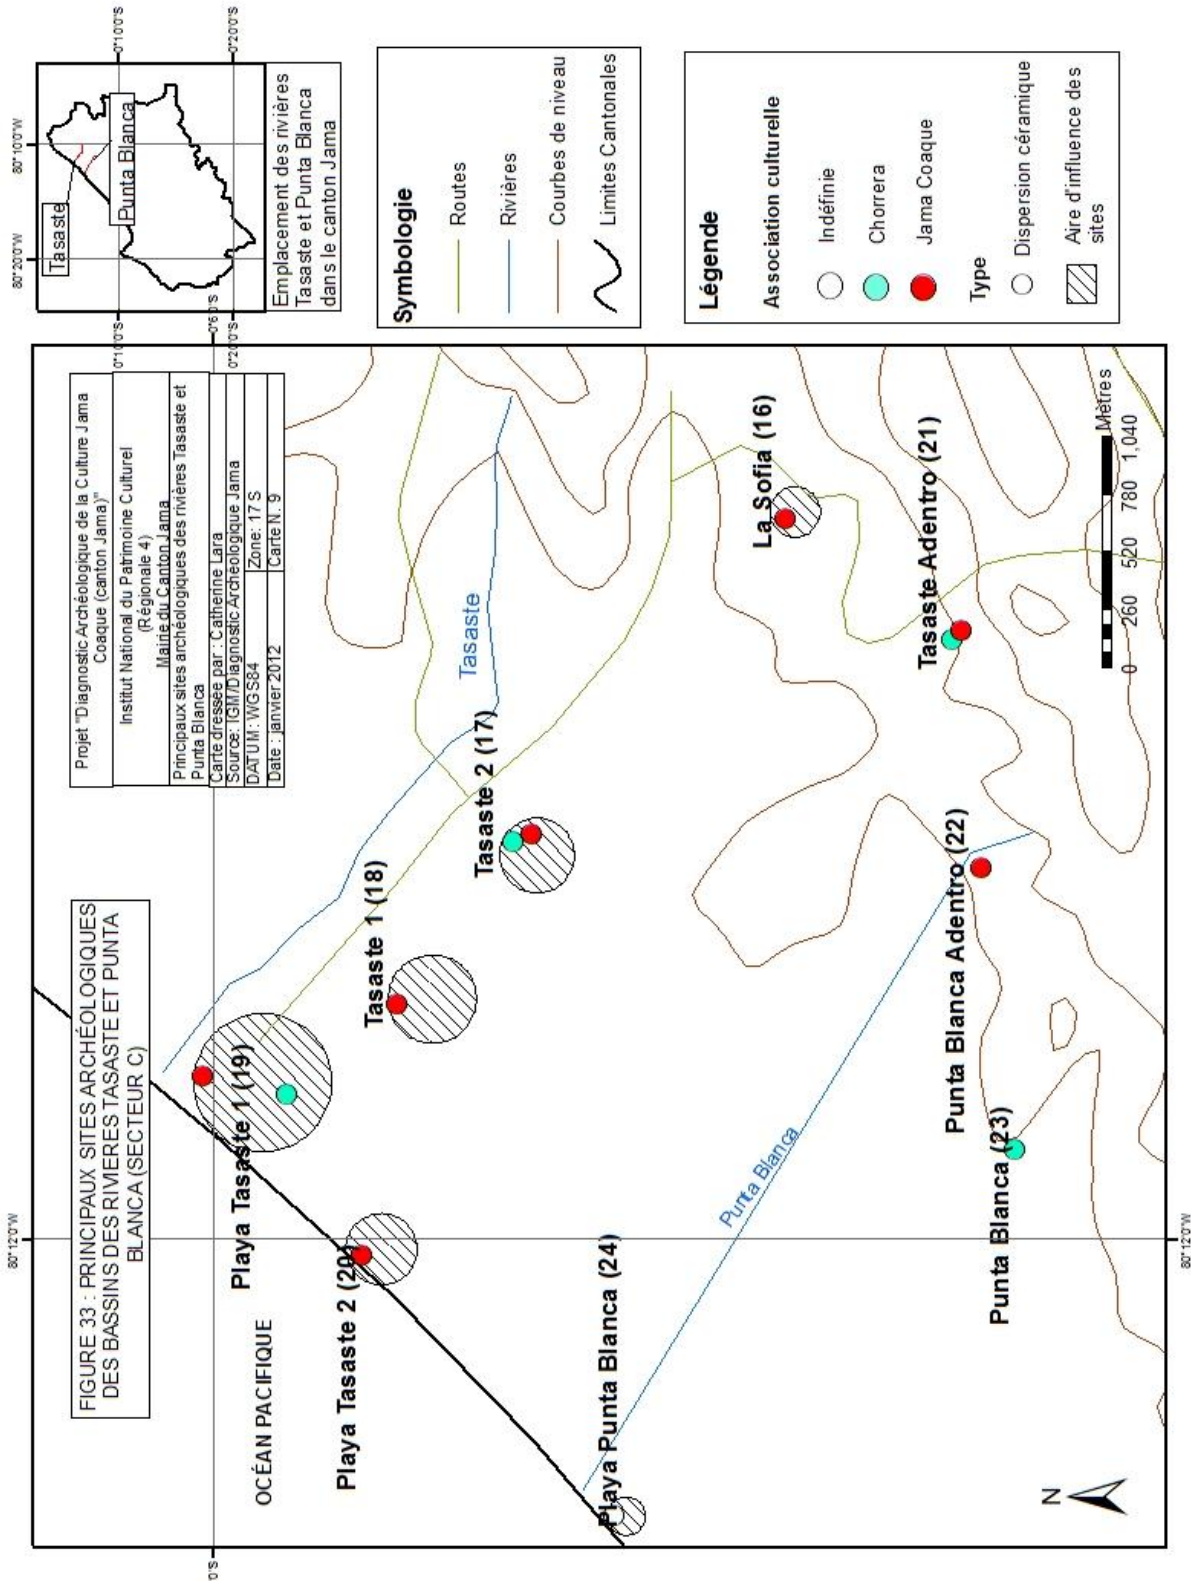 FIGURE 33 : PRINCIPAUX SITES ARCHÉOLOGIQUES
DES BASSINS DES RIVIERES TASASTE ET PUNTA
BLANCA (SECTEUR C)
Projet "Diagnostic Archéologique de la Culture Jama
Coaque (canton Jama)"
Institut National du Patrimoine Culturel
(Régionale 4)
Mairie du Canton Jama
Principaux sites archéologiques des rivières Tasaste et
Punta Blanca
Carte dressée par : Catherine Lara
Source: IGM/Diagnostic Archéologique Jama
DATUM : WGS84
Zone: 17 S
Date : janvier 2012
Carte N. 9
80°12'0"W
OCÉAN PACIFIQUE
Playa Tasaste 1 (19)
Playa Tasaste 2 (20)
Tasaste 1 (18)
Tasaste 2 (17)
Tasaste
La Sofia (16)
Tasaste Adentro (21)
Playa Punta Blanca (24)
Punta Blanca
Punta Blanca Adentro (22)
Punta Blanca (23)
N
0 260 520 780 1,040
Mètres
80°12'0"W
80°20'0"W
80°10'0"W
Tasaste
Punta Blanca
0°10'0"S
0°20'0"S
0°10'0"S
0°20'0"S
Emplacement des rivières
Tasaste et Punta Blanca
dans le canton Jama
Symbologie
Routes
Rivières
Courbes de niveau
Limites Cantonales
Légende
Association culturelle
Indéfinie
Chorrera
Jama Coaque
Type
Dispersion céramique
Aire d'influence des
sites